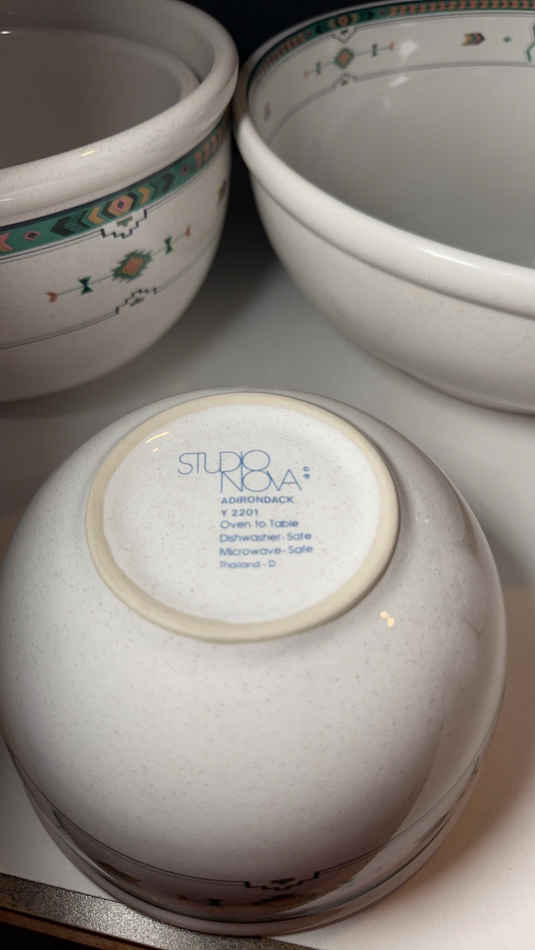 STUDIO
NOVA
ADIRONDACK
Y 2201
Oven to Table
Dishwasher-Safe
Microwave-Safe
Thailand - D